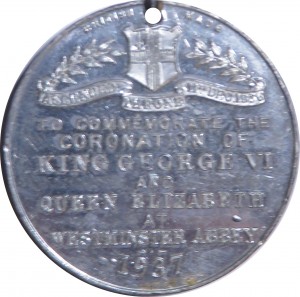 BRITISH MADE
TO COMMEMORATE THE
CORONATION OF
KING GEORGE VI
AND
QUEEN ELIZABETH
AT
WESTMINSTER ABBEY
1937